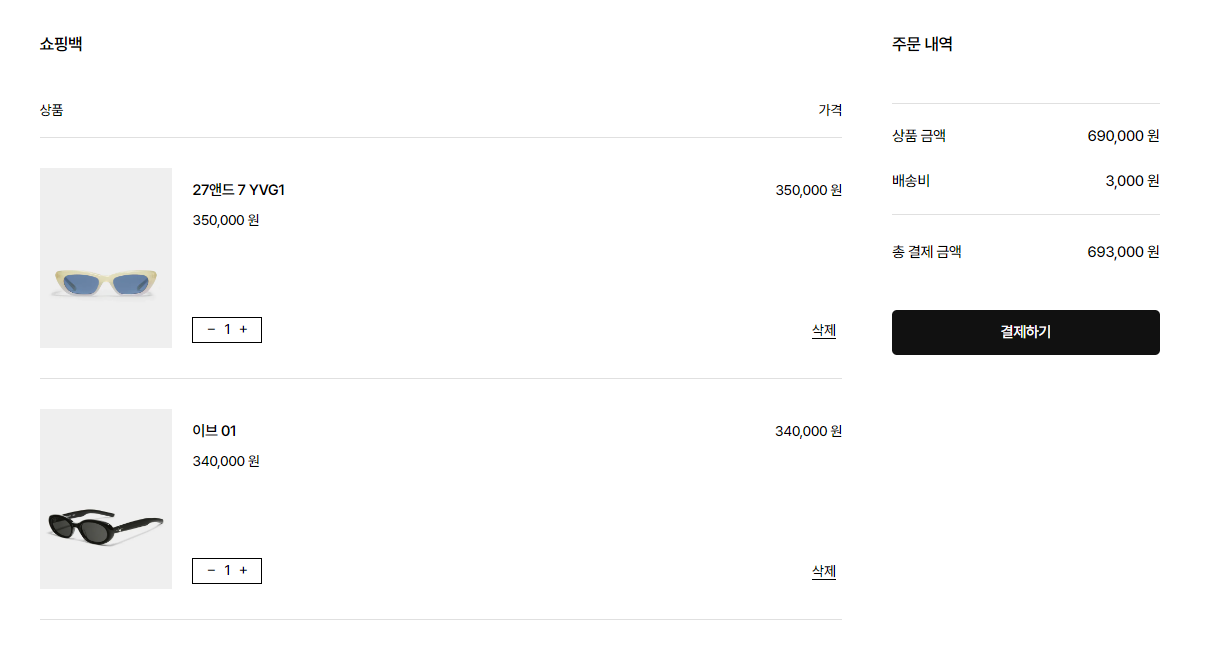 쇼핑백
상품 가격
27앤드 7 YVG1 350,000 원
350,000 원
− 1 + 삭제
이브 01 340,000 원
340,000 원
− 1 + 삭제
주문 내역
상품 금액 690,000 원
배송비 3,000 원
총 결제 금액 693,000 원
결제하기